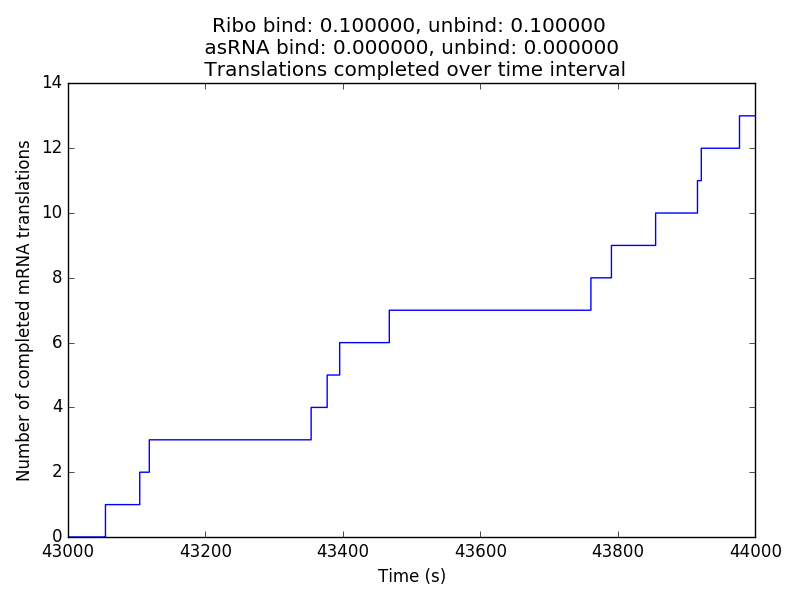 Ribo bind: 0.100000, unbind: 0.100000
asRNA bind: 0.000000, unbind: 0.000000
Translations completed over time interval
14
12
10
8
6
4
2
0
Number of completed mRNA translations
43000 43200 43400 43600 43800 44000
Time (s)